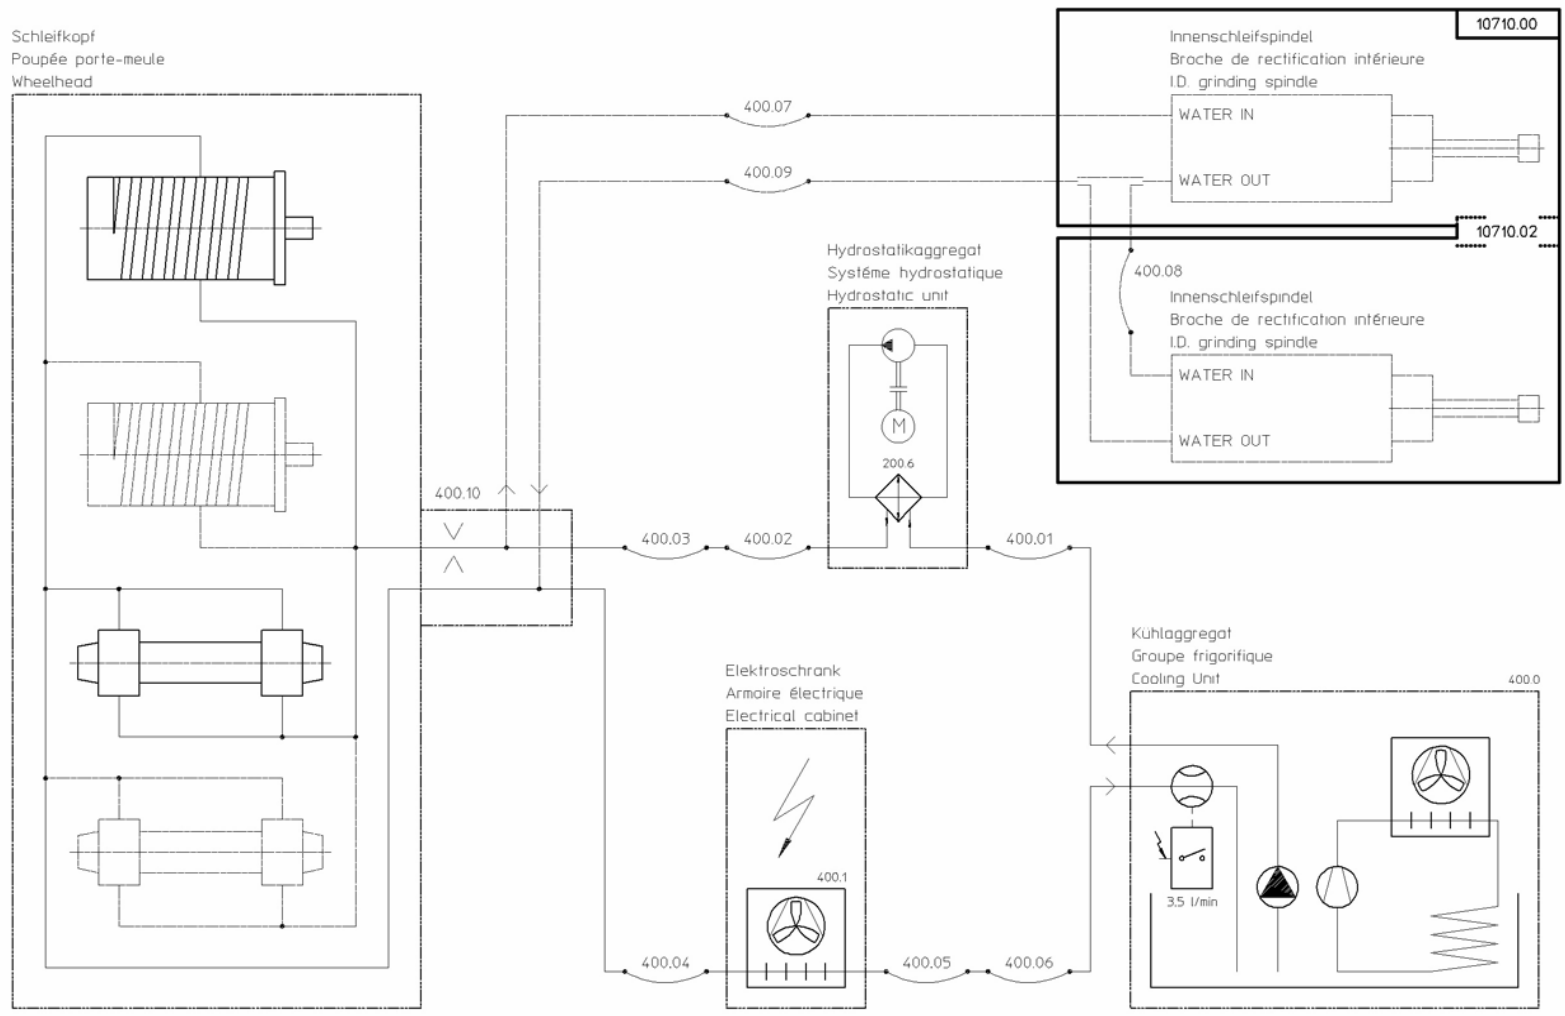 Schleifkopf
Poupée porte-meule
Wheelhead
10710.00
Innenschleifspindel
Broche de rectification intérieure
I.D. grinding spindle
WATER IN
WATER OUT
400.07
400.09
10710.02
400.08
Innenschleifspindel
Broche de rectification intérieure
I.D. grinding spindle
WATER IN
WATER OUT
Hydrostatikaggregat
Systéme hydrostatique
Hydrostatic unit
M
200.6
400.10
400.03
400.02
400.01
Elektroschrank
Armoire électrique
Electrical cabinet
400.1
Kühlaggregat
Groupe frigorifique
Cooling Unit
400.0
3.5 l/min
400.04
400.05
400.06